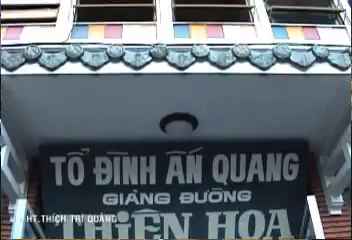 TỔ ĐÌNH ẤN QUANG
GIẢNG ĐƯỜNG
THIỆN HOA
HT.THÍCH TRÍ QUẢNG